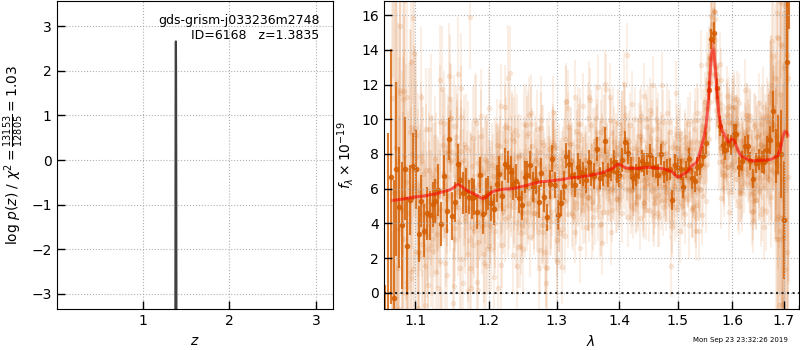 gds-grism-j033236m2748
ID=6168 z=1.3835
log p(z) / χ² = 13153/12805 = 1.03
3
2
1
0
−1
−2
−3
1 2 3
z
fλ × 10⁻¹⁹
16
14
12
10
8
6
4
2
0
1.1 1.2 1.3 1.4 1.5 1.6 1.7
λ
Mon Sep 23 23:32:26 2019